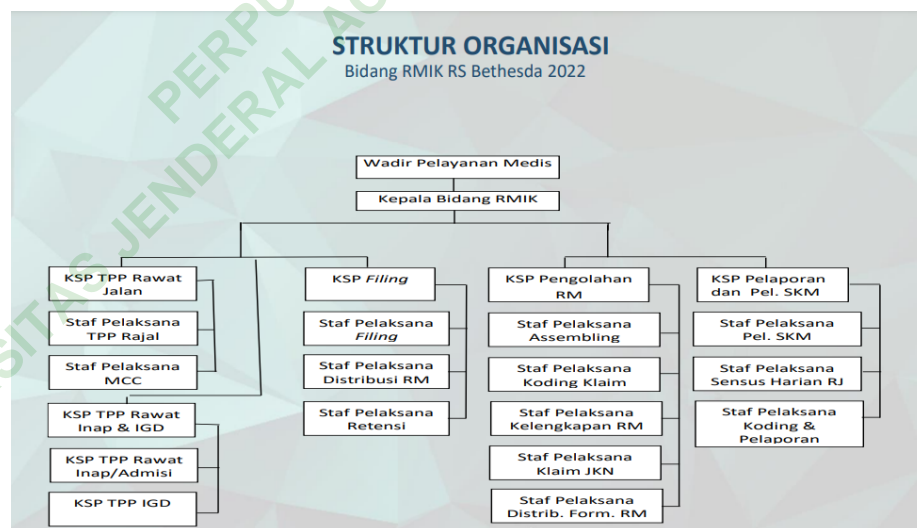 STRUKTUR ORGANISASI
Bidang RMIK RS Bethesda 2022
Wadir Pelayanan Medis
Kepala Bidang RMIK
KSP TPP Rawat
Jalan
Staf Pelaksana
TPP Rajal
Staf Pelaksana
MCC
KSP TPP Rawat
Inap & IGD
KSP TPP Rawat
Inap/Admisi
KSP TPP IGD
KSP Filing
Staf Pelaksana
Filing
Staf Pelaksana
Distribusi RM
Staf Pelaksana
Retensi
KSP Pengolahan
RM
Staf Pelaksana
Assembling
Staf Pelaksana
Koding Klaim
Staf Pelaksana
Kelengkapan RM
Staf Pelaksana
Klaim JKN
Staf Pelaksana
Distrib. Form. RM
KSP Pelaporan
dan Pel. SKM
Staf Pelaksana
Pel. SKM
Staf Pelaksana
Sensus Harian RJ
Staf Pelaksana
Koding &
Pelaporan
JENDERAL